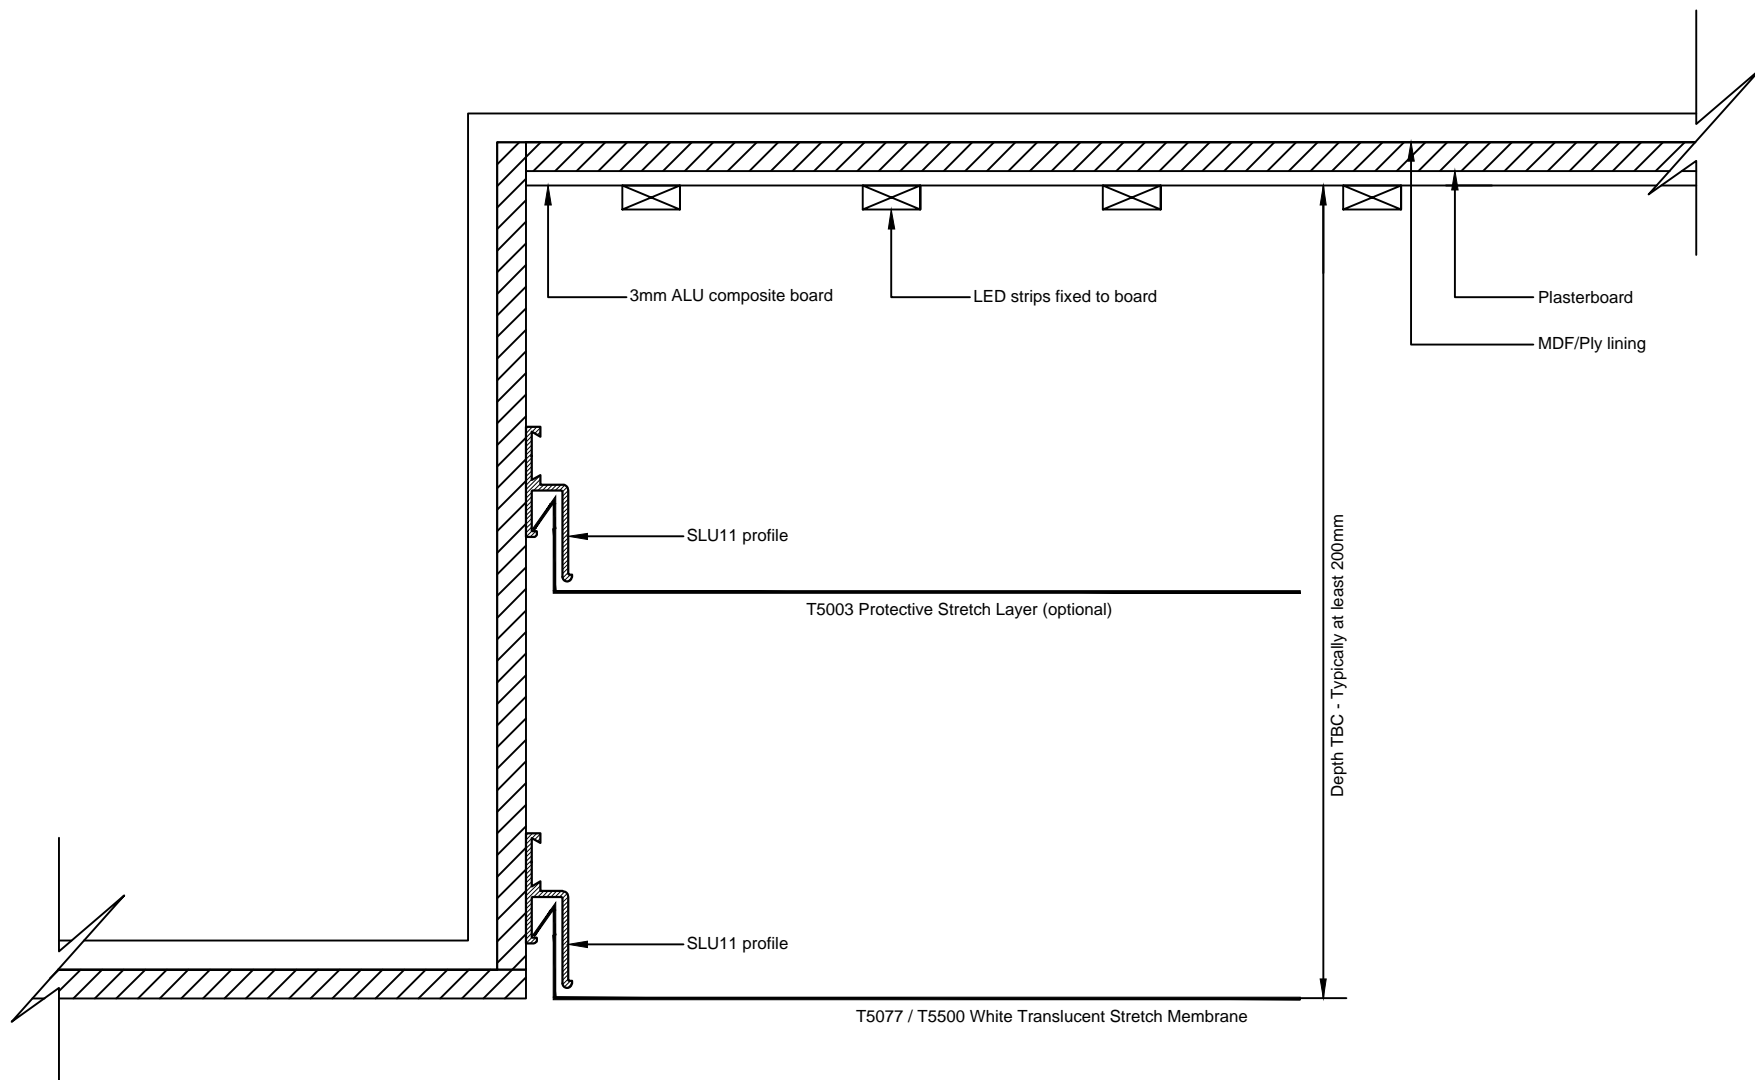 3mm ALU composite board
LED strips fixed to board
Plasterboard
MDF/Ply lining
SLU11 profile
T5003 Protective Stretch Layer (optional)
Depth TBC - Typically at least 200mm
SLU11 profile
T5077 / T5500 White Translucent Stretch Membrane